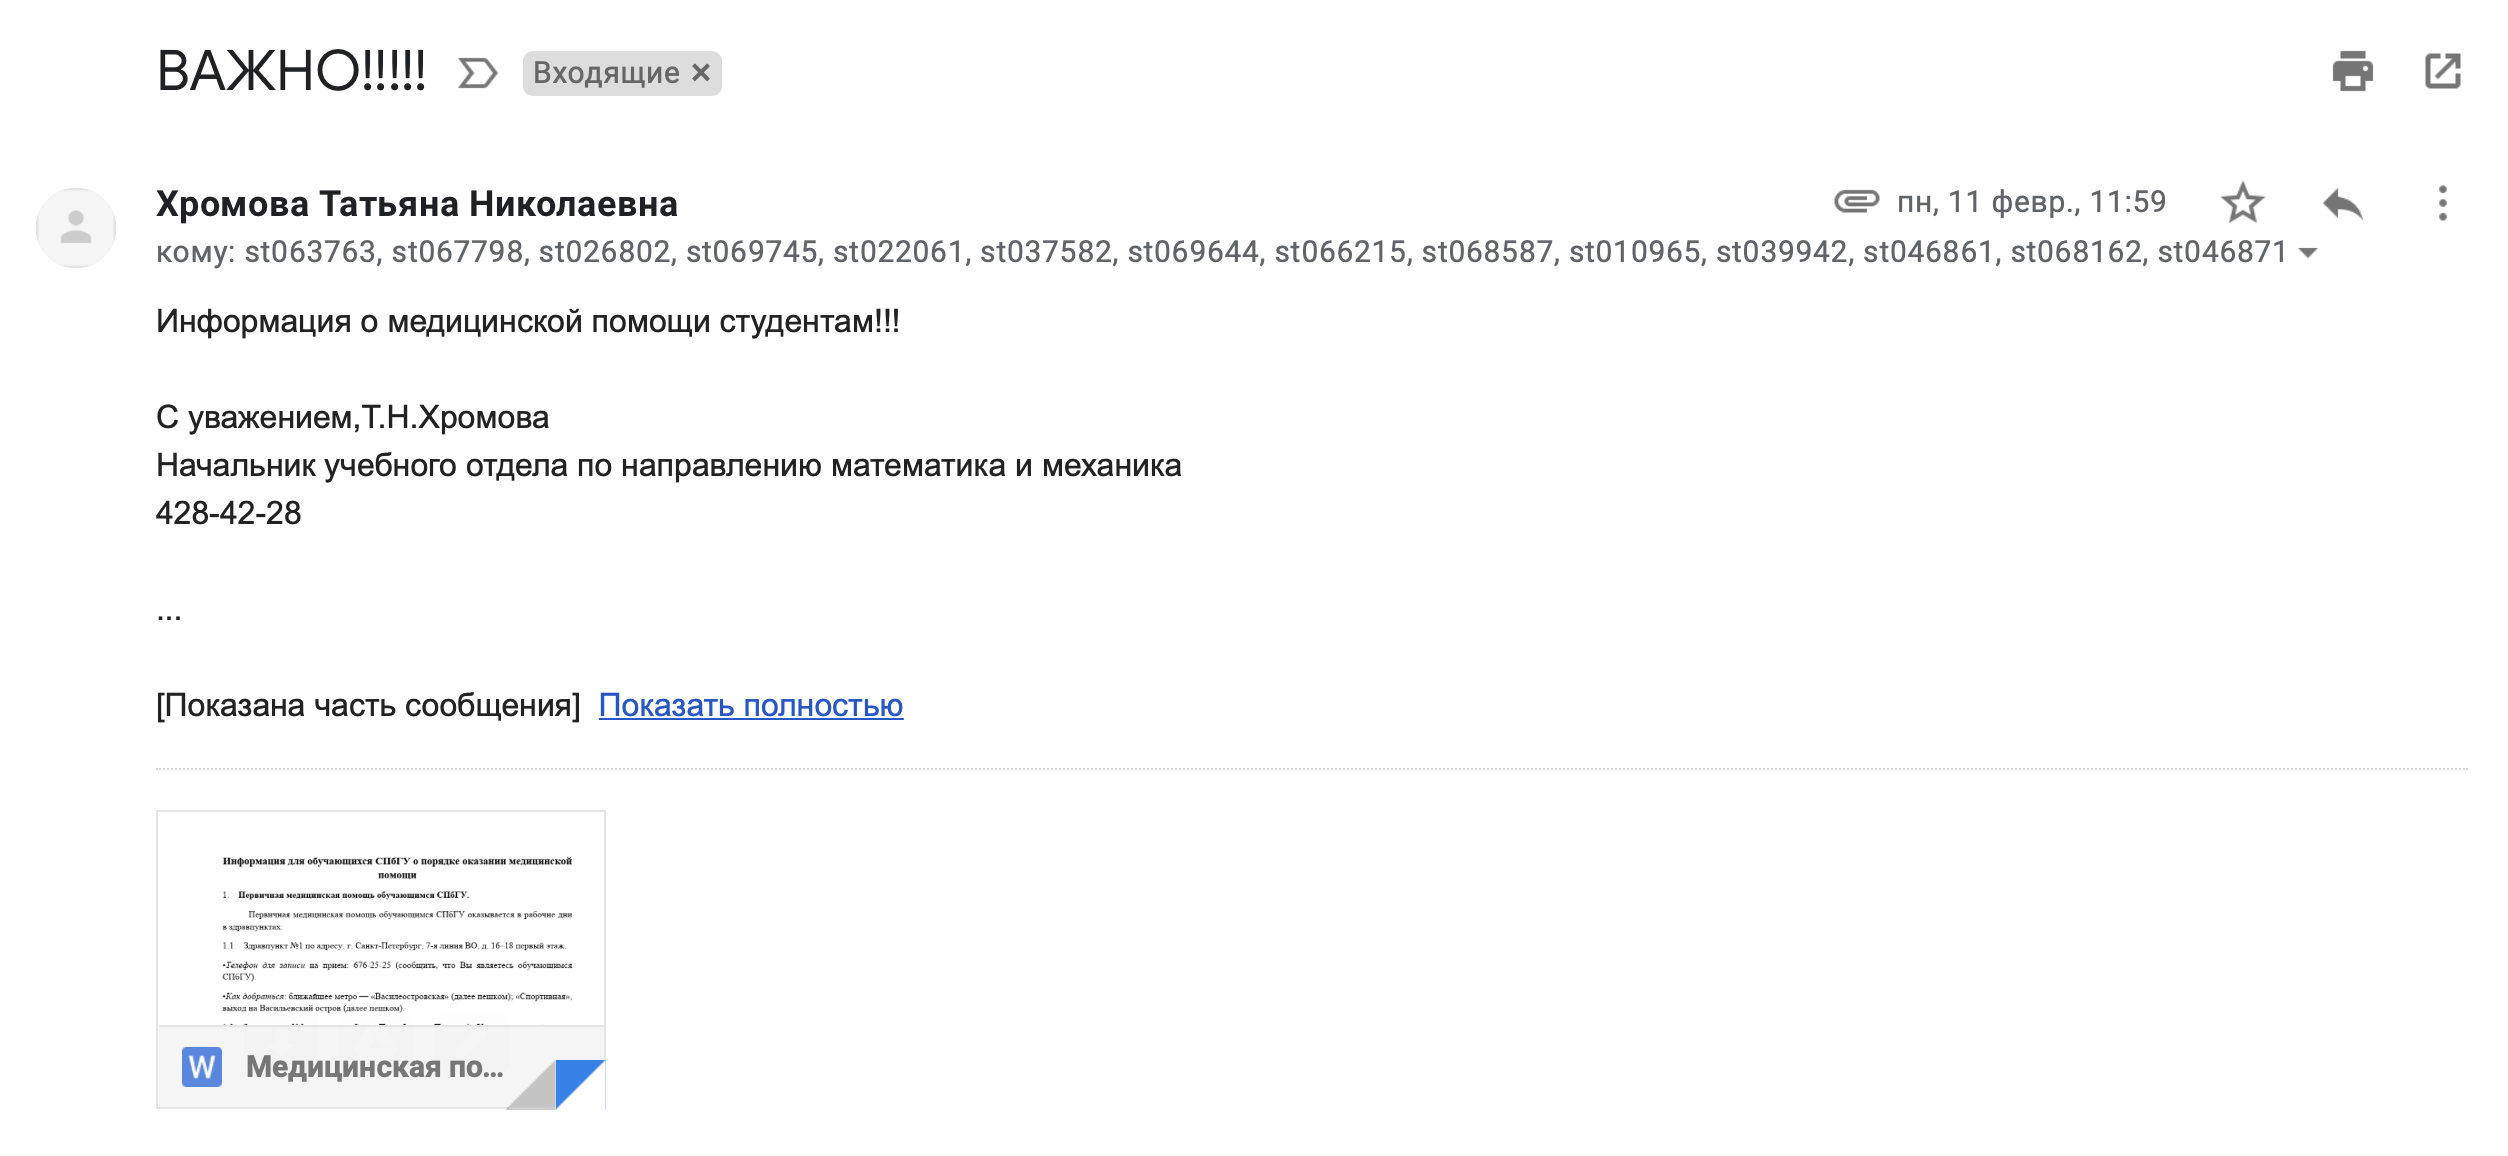 ВАЖНО!!!!!
Входящие
Хромова Татьяна Николаевна
пн, 11 февр., 11:59
кому: st063763, st067798, st026802, st069745, st022061, st037582, st069644, st066215, st068587, st010965, st039942, st046861, st068162, st046871
Информация о медицинской помощи студентам!!!
С уважением,Т.Н.Хромова
Начальник учебного отдела по направлению математика и механика
428-42-28
...
[Показана часть сообщения] Показать полностью
Информация для обучающихся СПбГУ о порядке оказании медицинской
помощи
1. Первичная медицинская помощь обучающимся СПбГУ.
Первичная медицинская помощь обучающимся СПбГУ оказывается в рабочие дни
в здравпунктах:
1.1. Здравпункт №1 по адресу: г. Санкт-Петербург, 7-я линия ВО, д. 16–18 первый этаж.
•Телефон для записи на прием: 676-25-25 (сообщить, что Вы являетесь обучающимся
СПбГУ).
•Как добраться: ближайшее метро — «Василеостровская» (далее пешком); «Спортивная»,
выход на Васильевский остров (далее пешком).
W Медицинская по...